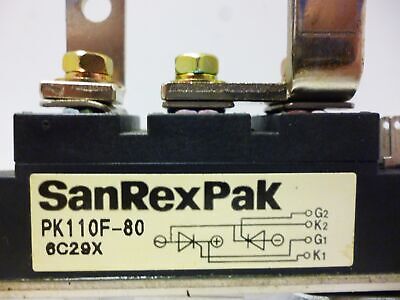 SanRexPak
PK110F-80
6C29X
G2
K2
G1
K1